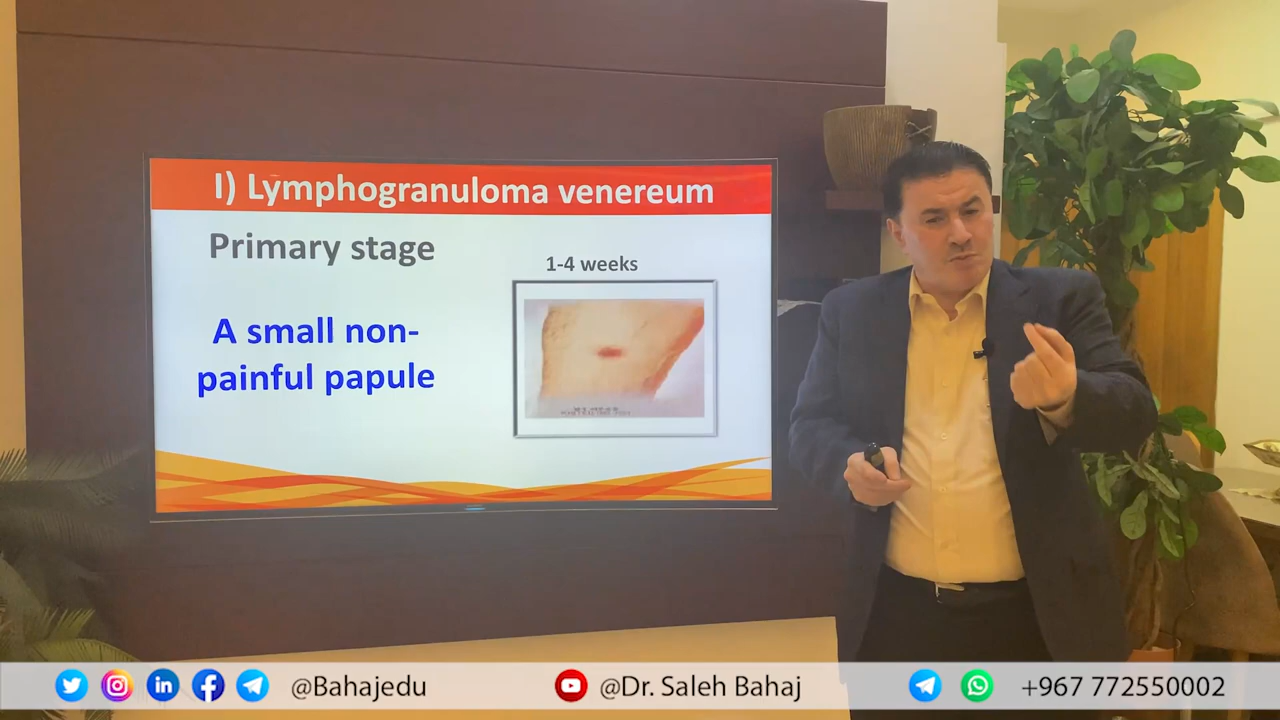 I) Lymphogranuloma venereum
Primary stage
1-4 weeks
A small non-
painful papule
@Bahajedu
@Dr. Saleh Bahaj
+967 772550002